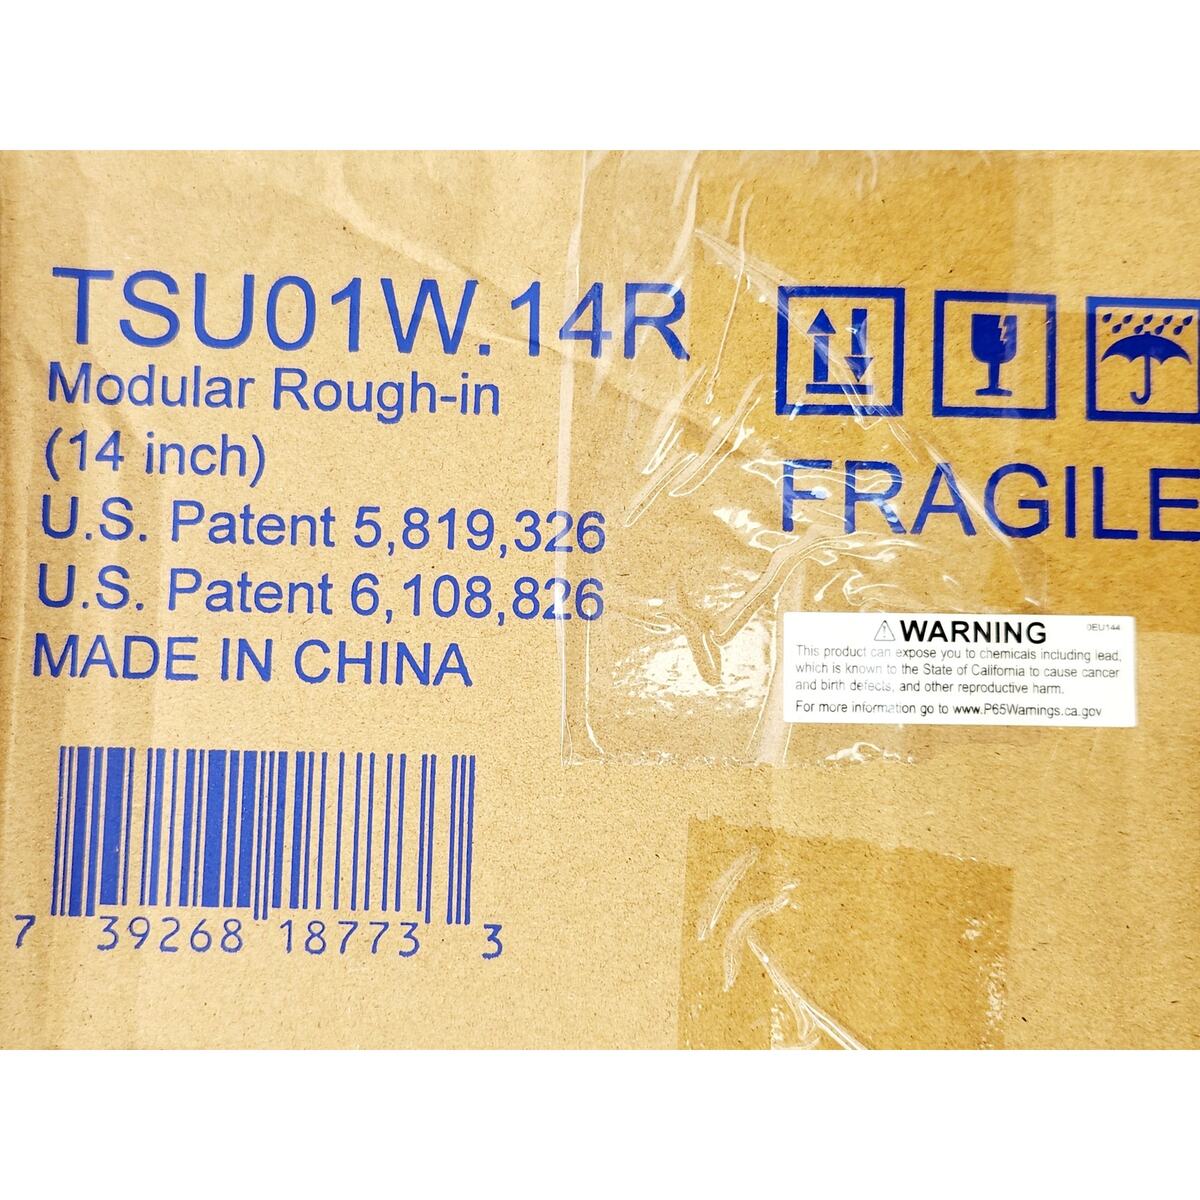 TSU01W.14R
Modular Rough-in
(14 inch)
U.S. Patent 5,819,326
U.S. Patent 6,108,826
MADE IN CHINA
7 39268 18773 3
FRAGILE
⚠ WARNING 0EU144
This product can expose you to chemicals including lead,
which is known to the State of California to cause cancer
and birth defects, and other reproductive harm.
For more information go to www.P65Warnings.ca.gov